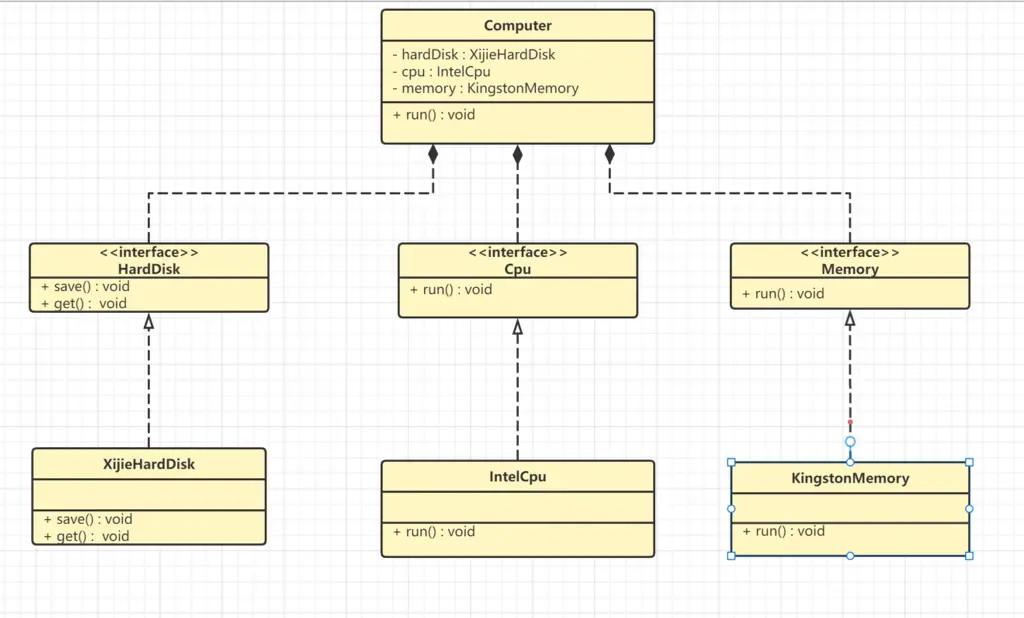 Computer
- hardDisk : XijieHardDisk
- cpu : IntelCpu
- memory : KingstonMemory
+ run() : void
<<interface>>
HardDisk
+ save() : void
+ get() :  void
<<interface>>
Cpu
+ run() : void
<<interface>>
Memory
+ run() : void
XijieHardDisk
+ save() : void
+ get() :  void
IntelCpu
+ run() : void
KingstonMemory
+ run() : void